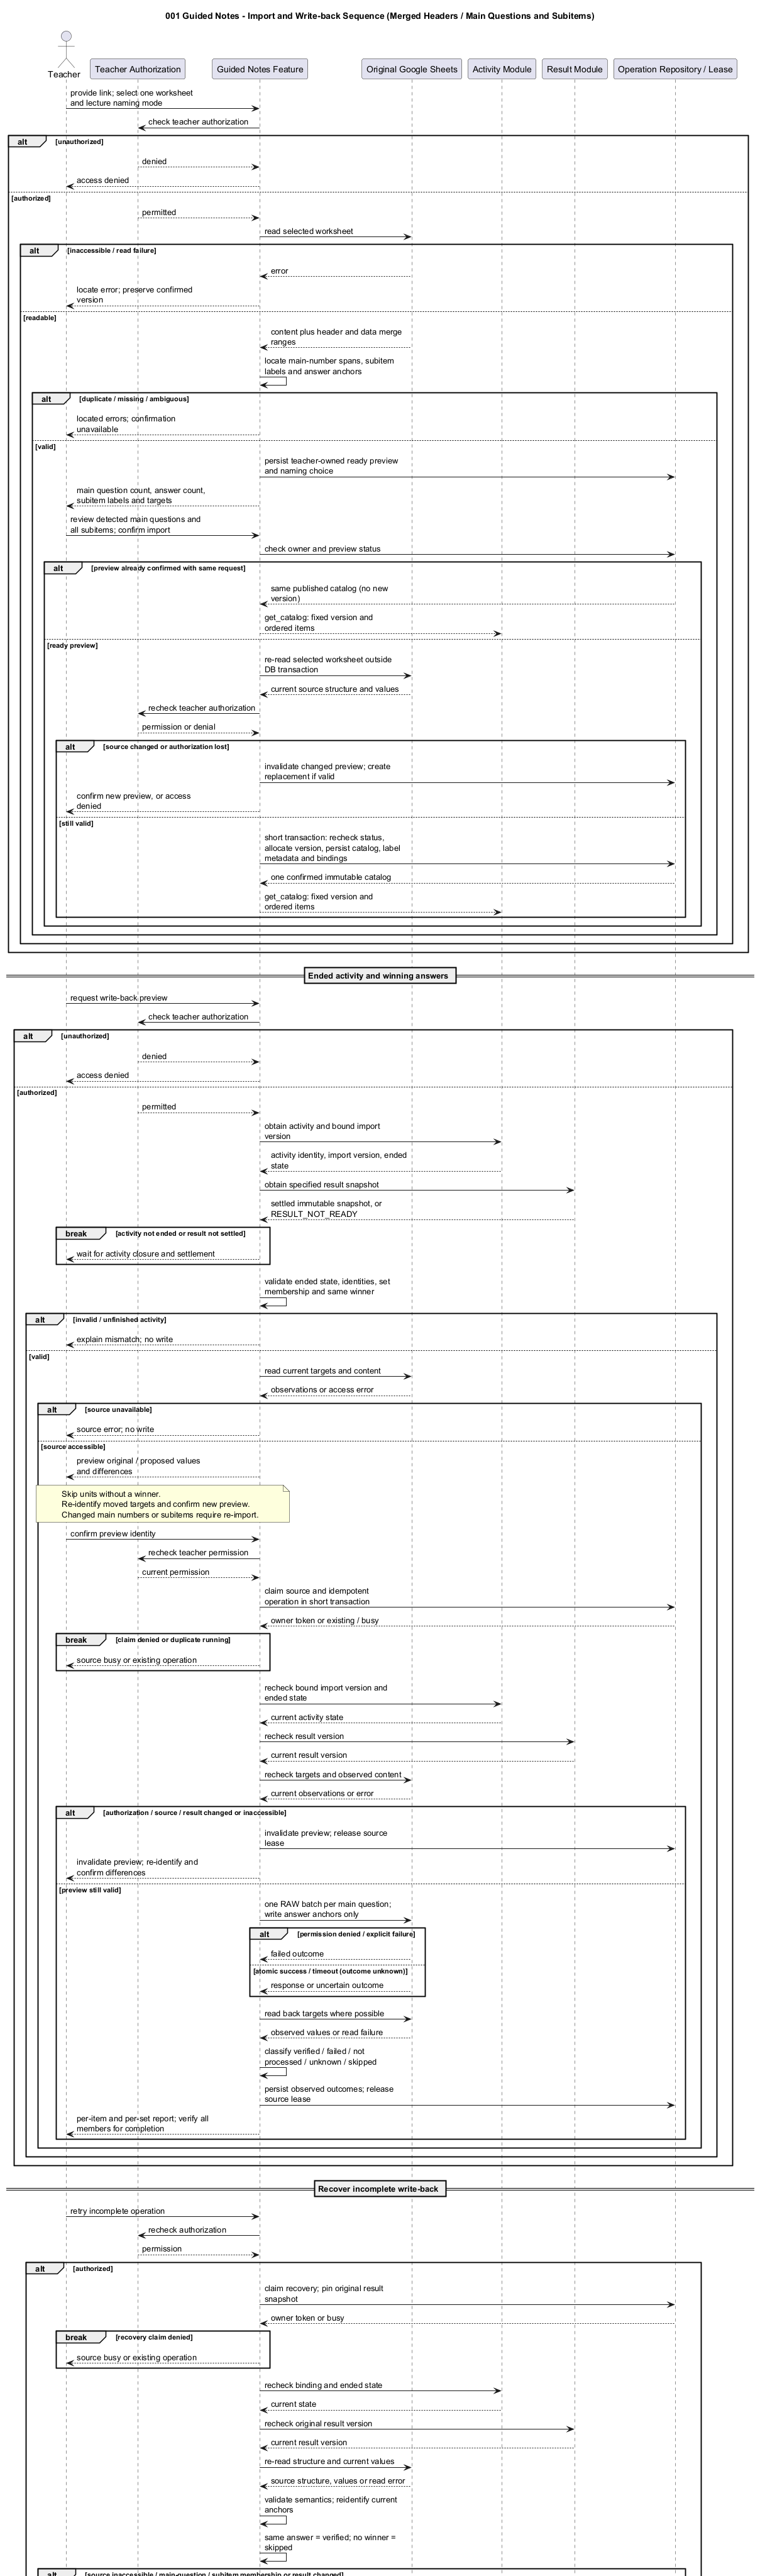 001 Guided Notes - Import and Write-back Sequence (Merged Headers / Main Questions and Subitems)
Teacher
Teacher Authorization
Guided Notes Feature
Original Google Sheets
Activity Module
Result Module
Operation Repository / Lease
provide link; select one worksheet
and lecture naming mode
check teacher authorization
alt [unauthorized]
denied
access denied
[authorized]
permitted
read selected worksheet
alt [inaccessible / read failure]
error
locate error; preserve confirmed
version
[readable]
content plus header and data merge
ranges
locate main-number spans, subitem
labels and answer anchors
alt [duplicate / missing / ambiguous]
located errors; confirmation
unavailable
[valid]
persist teacher-owned ready preview
and naming choice
main question count, answer count,
subitem labels and targets
review detected main questions and
all subitems; confirm import
check owner and preview status
alt [preview already confirmed with same request]
same published catalog (no new
version)
get_catalog: fixed version and
ordered items
[ready preview]
re-read selected worksheet outside
DB transaction
current source structure and values
recheck teacher authorization
permission or denial
alt [source changed or authorization lost]
invalidate changed preview; create
replacement if valid
confirm new preview, or access
denied
[still valid]
short transaction: recheck status,
allocate version, persist catalog, label
metadata and bindings
one confirmed immutable catalog
get_catalog: fixed version and
ordered items
Ended activity and winning answers
request write-back preview
check teacher authorization
alt [unauthorized]
denied
access denied
[authorized]
permitted
obtain activity and bound import
version
activity identity, import version, ended
state
obtain specified result snapshot
settled immutable snapshot, or
RESULT_NOT_READY
break [activity not ended or result not settled]
wait for activity closure and settlement
validate ended state, identities, set
membership and same winner
alt [invalid / unfinished activity]
explain mismatch; no write
[valid]
read current targets and content
observations or access error
alt [source unavailable]
source error; no write
[source accessible]
preview original / proposed values
and differences
Skip units without a winner.
Re-identify moved targets and confirm new preview.
Changed main numbers or subitems require re-import.
confirm preview identity
recheck teacher permission
current permission
claim source and idempotent
operation in short transaction
owner token or existing / busy
break [claim denied or duplicate running]
source busy or existing operation
recheck bound import version and
ended state
current activity state
recheck result version
current result version
recheck targets and observed content
current observations or error
alt [authorization / source / result changed or inaccessible]
invalidate preview; release source
lease
invalidate preview; re-identify and
confirm differences
[preview still valid]
one RAW batch per main question;
write answer anchors only
alt [permission denied / explicit failure]
failed outcome
[atomic success / timeout (outcome unknown)]
response or uncertain outcome
read back targets where possible
observed values or read failure
classify verified / failed / not
processed / unknown / skipped
persist observed outcomes; release
source lease
per-item and per-set report; verify all
members for completion
Recover incomplete write-back
retry incomplete operation
recheck authorization
permission
alt [authorized]
claim recovery; pin original result
snapshot
owner token or busy
break [recovery claim denied]
source busy or existing operation
recheck binding and ended state
current state
recheck original result version
current result version
re-read structure and current values
source structure, values or read error
validate semantics; reidentify current
anchors
same answer = verified; no winner =
skipped
alt [source inaccessible / main-question / subitem membership or result changed]